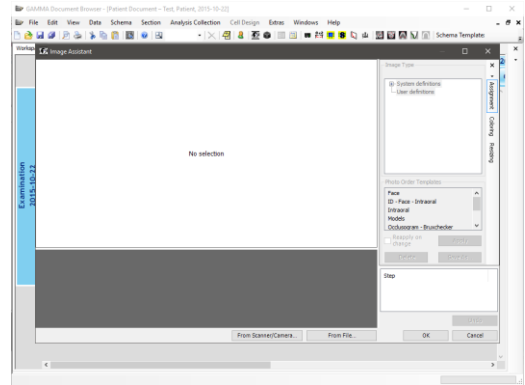 GAMMA Document Browser - [Patient Document - Test, Patient, 2015-10-22]
File Edit View Data Schema Section Analysis Collection Cell Design Extras Windows Help
Schema Template:
Image Assistant
Image Type
System definitions
User definitions
Assignment
Coloring
Resizing
No selection
Examination
2015-10-22
Photo Order Templates
Face
ID - Face - Intraoral
Intraoral
Models
Occlusogram - Bruxchecker
Reapply on
change
Step
From Scanner/Camera...
From File...
OK
Cancel